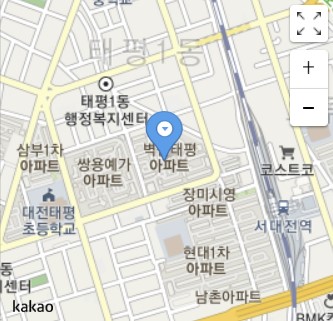 태평1동
태평1동
행정복지센터
삼부1차
아파트
쌍용예가
아파트
태평
아파트
코스트코
대전태평
초등학교
장미시영
아파트
서대전역
현대1차
아파트
동
센터
남촌아파트
kakao